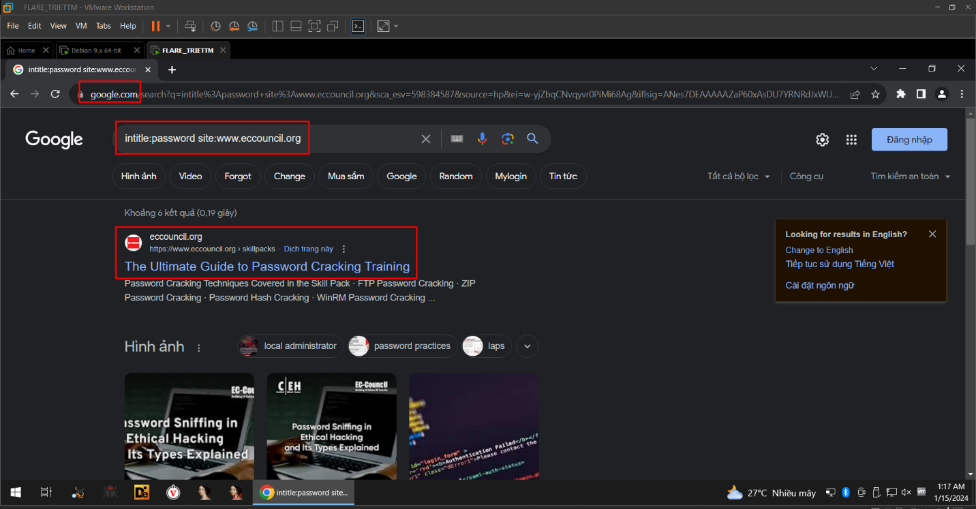 FLARE_TRIETTM - VMware Workstation
File Edit View VM Tabs Help
Home
Debian 9.x 64-bit
FLARE_TRIETTM
intitle:password site:www.eccou
google.com/search?q=intitle%3Apassword+site%3Awww.eccouncil.org&sca_esv=598384587&source=hp&ei=
Google
intitle:password site:www.eccouncil.org
Đăng nhập
Hình ảnh Video Forgot Change Mua sắm Google Random Mylogin Tin tức
Tất cả bộ lọc Công cụ Tìm kiếm an toàn
Khoảng 6 kết quả (0,19 giây)
eccouncil.org
https://www.eccouncil.org › skillpacks Dịch trang này
The Ultimate Guide to Password Cracking Training
Password Cracking Techniques Covered in the Skill Pack · FTP Password Cracking · ZIP
Password Cracking · Password Hash Cracking · WinRM Password Cracking ...
Looking for results in English?
Change to English
Tiếp tục sử dụng Tiếng Việt
Cài đặt ngôn ngữ
Hình ảnh
local administrator
password practices
laps
EC-Cou
ssword Sniffing in
Ethical Hacking
nd Its Types Explained
C|EH
EC-Council
Password Sniffing in
Ethical Hacking
and Its Types Explained
intitle:password site...
27°C Nhiều mây
1:17 AM
1/15/2024